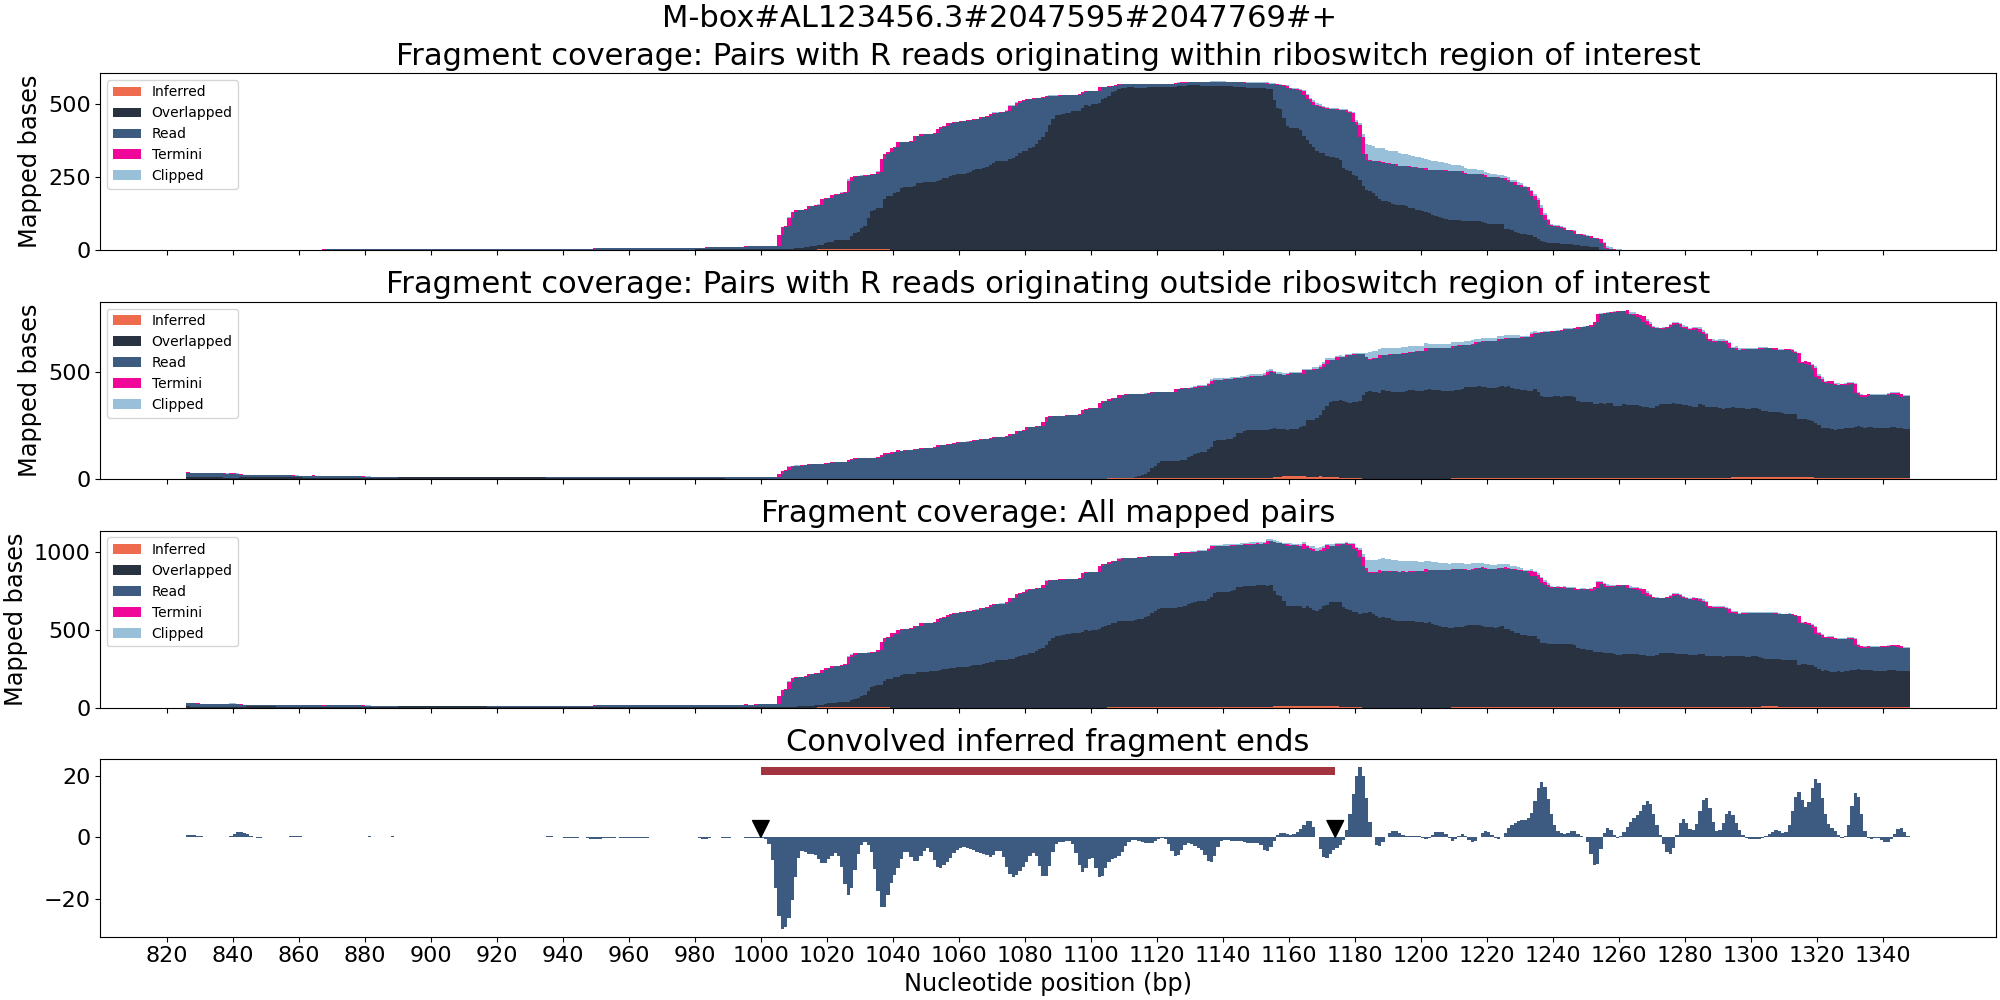 M-box#AL123456.3#2047595#2047769#+
Fragment coverage: Pairs with R reads originating within riboswitch region of interest
Mapped bases
500
250
0
Inferred
Overlapped
Read
Termini
Clipped
Fragment coverage: Pairs with R reads originating outside riboswitch region of interest
Mapped bases
500
0
Inferred
Overlapped
Read
Termini
Clipped
Fragment coverage: All mapped pairs
Mapped bases
1000
500
0
Inferred
Overlapped
Read
Termini
Clipped
Convolved inferred fragment ends
20
0
−20
820 840 860 880 900 920 940 960 980 1000 1020 1040 1060 1080 1100 1120 1140 1160 1180 1200 1220 1240 1260 1280 1300 1320 1340
Nucleotide position (bp)